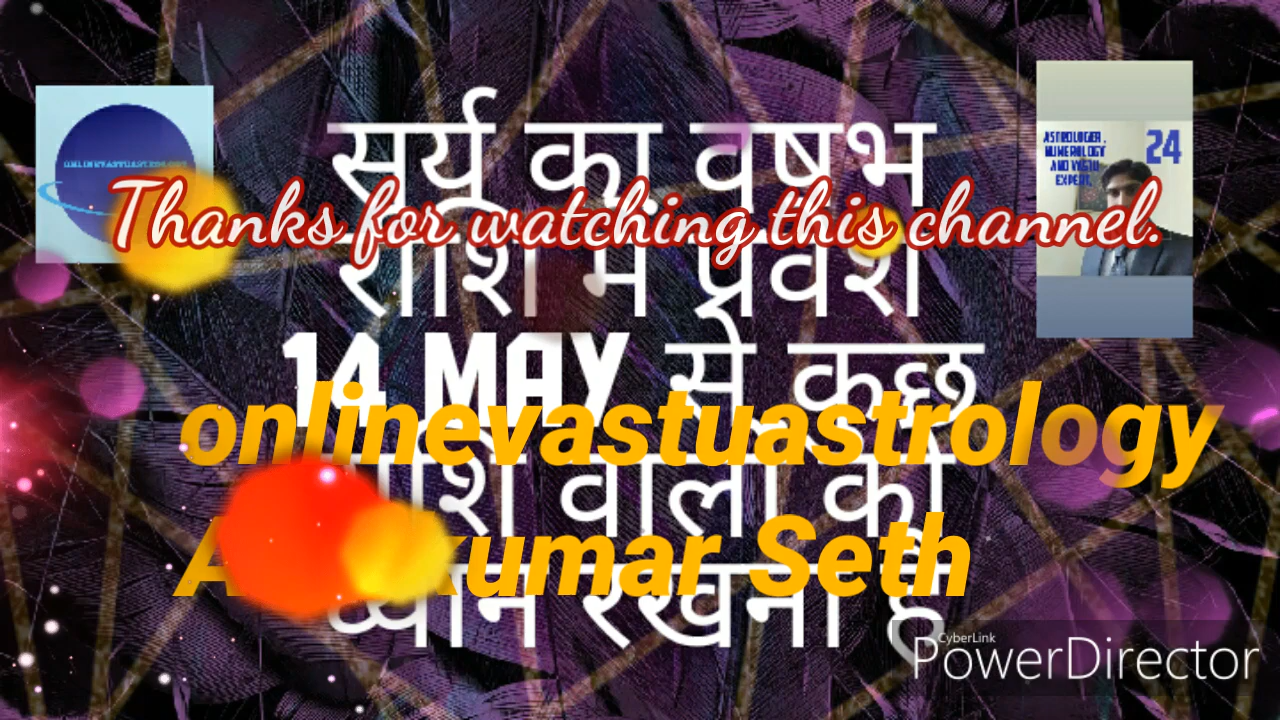 सूर्य का वृषभ
राशि में प्रवेश
14 MAY से कुछ
राशि वालों को
ध्यान रखना है
Thanks for watching this channel.
onlinevastuastrology
kumar Seth
ONLINEVASTUASTROLOGY
ASTROLOGER,
NUMEROLOGY
AND VASTU
EXPERT,
24
CyberLink
PowerDirector